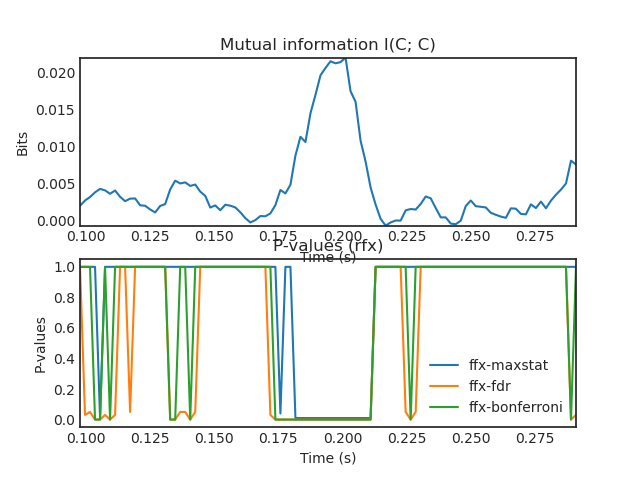 Mutual information I(C; C)
0.020
0.015
0.010
0.005
0.000
Bits
0.100 0.125 0.150 0.175 0.200 0.225 0.250 0.275
Time (s)
P-values (rfx)
1.0
0.8
0.6
0.4
0.2
0.0
P-values
ffx-maxstat
ffx-fdr
ffx-bonferroni
0.100 0.125 0.150 0.175 0.200 0.225 0.250 0.275
Time (s)